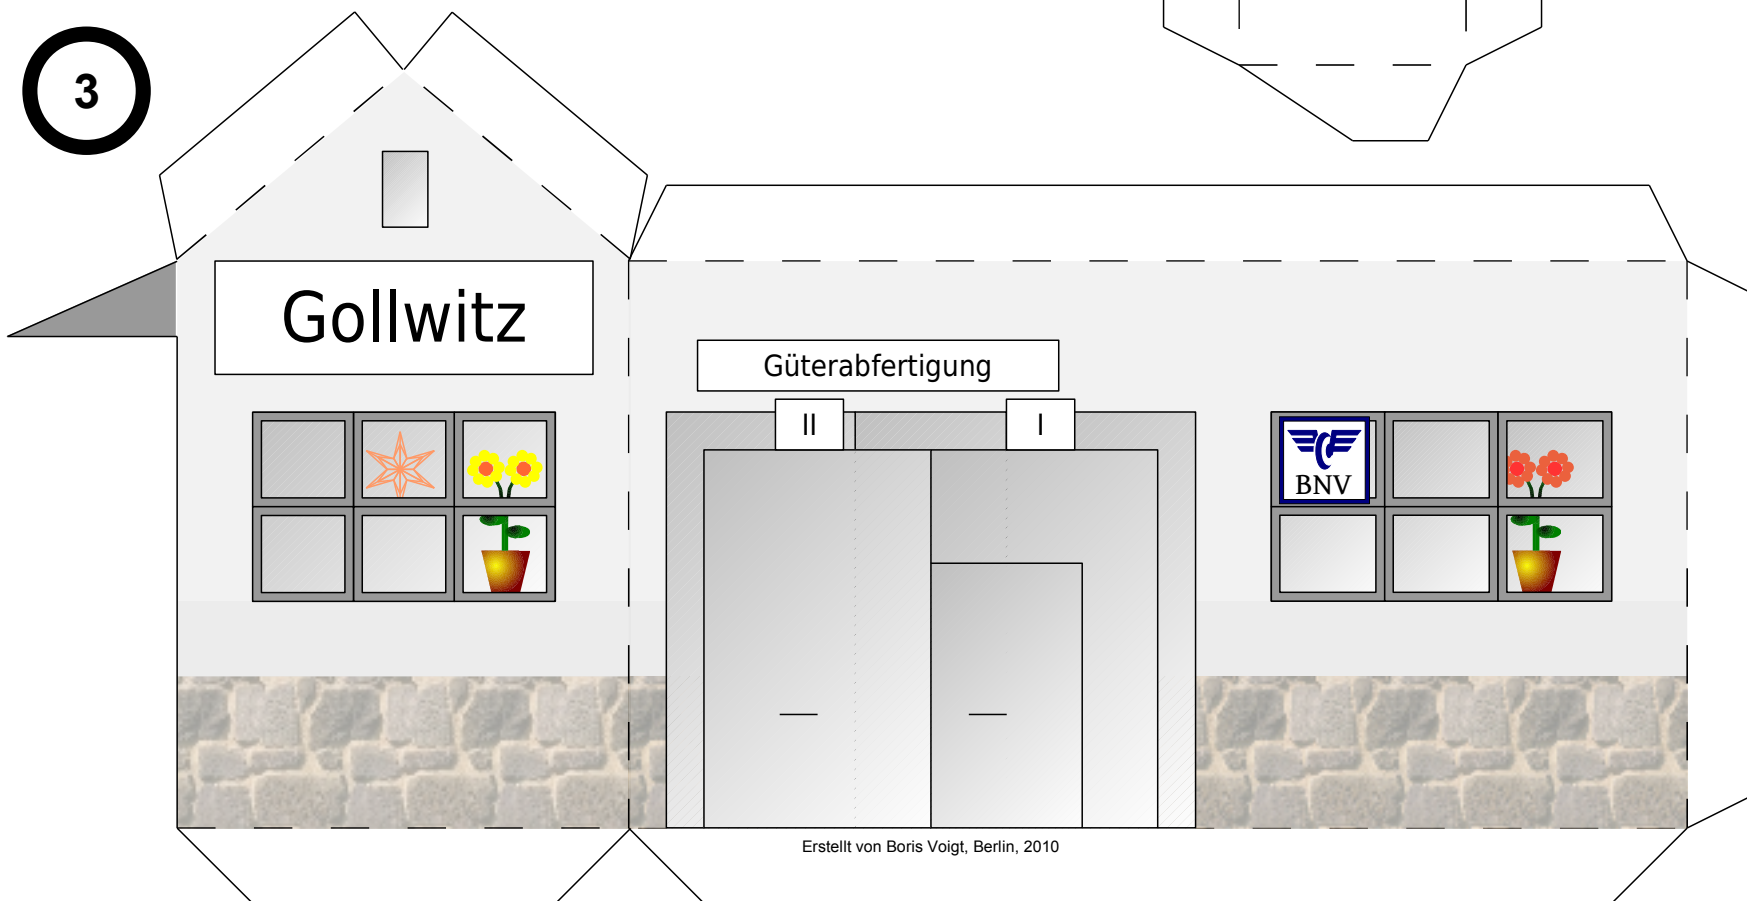 3
Gollwitz
Güterabfertigung
II
I
BNV
Erstellt von Boris Voigt, Berlin, 2010